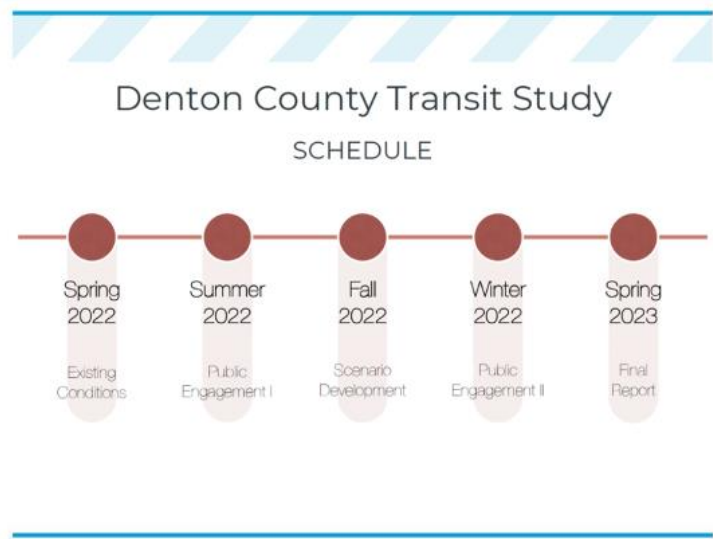 Denton County Transit Study
SCHEDULE
Spring
2022
Existing
Conditions
Summer
2022
Public
Engagement I
Fall
2022
Scenario
Development
Winter
2022
Public
Engagement II
Spring
2023
Final
Report